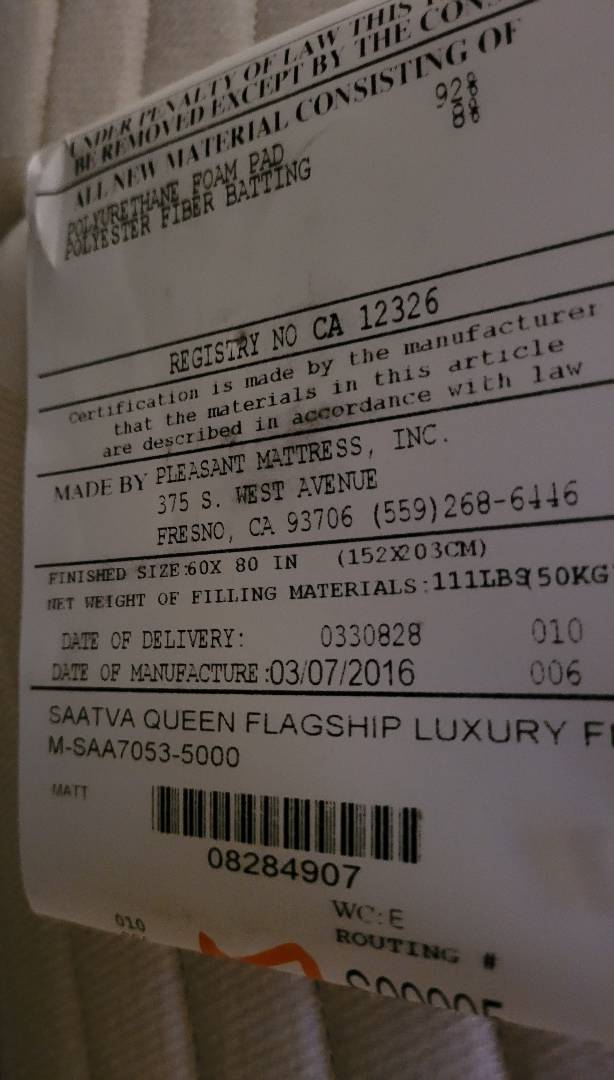 UNDER PENALTY OF LAW THIS
BE REMOVED EXCEPT BY THE CON
ALL NEW MATERIAL CONSISTING OF
POLYURETHANE FOAM PAD 92%
POLYESTER FIBER BATTING 8%
REGISTRY NO CA 12326
Certification is made by the manufacturer
that the materials in this article
are described in accordance with law
MADE BY PLEASANT MATTRESS, INC.
375 S. WEST AVENUE
FRESNO, CA 93706 (559)268-6446
FINISHED SIZE:60X 80 IN (152X203CM)
NET WEIGHT OF FILLING MATERIALS:111LBS(50KG
DATE OF DELIVERY: 0330828 010
DATE OF MANUFACTURE:03/07/2016 006
SAATVA QUEEN FLAGSHIP LUXURY
M-SAA7053-5000
MATT
08284907
WC:E
010
ROUTING #